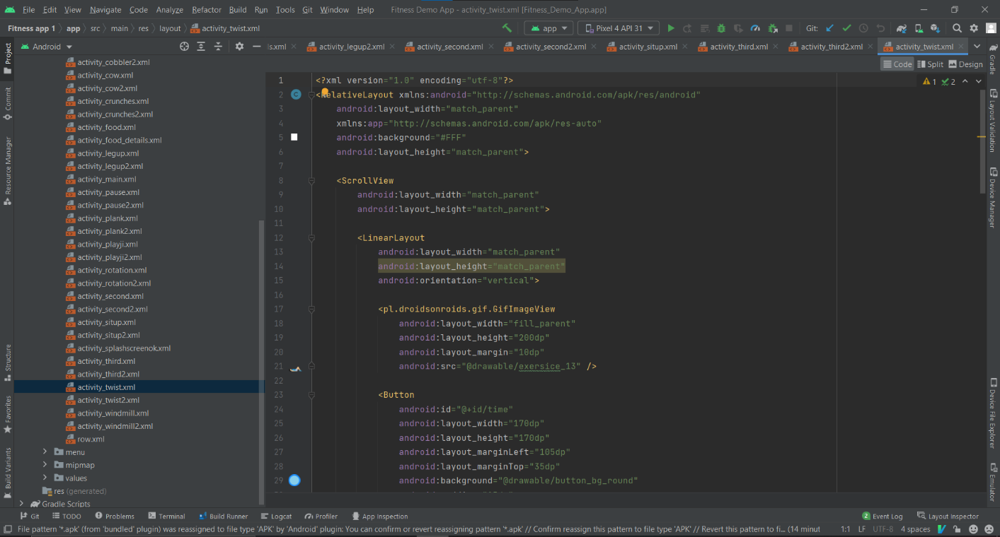 File Edit View Navigate Code Analyze Refactor Build Run Tools Git Window Help Fitness Demo App - activity_twist.xml [Fitness_Demo_App.app]
Fitness app 1 app src main res layout activity_twist.xml app Pixel 4 API 31 Git:
Android is.xml activity_legup2.xml activity_second.xml activity_second2.xml activity_situp.xml activity_third.xml activity_third2.xml activity_twist.xml
Code Split Design
Project
Commit
Resource Manager
Structure
Favorites
Build Variants
activity_cobbler2.xml
activity_cow.xml
activity_cow2.xml
activity_crunches.xml
activity_crunches2.xml
activity_food.xml
activity_food_details.xml
activity_legup.xml
activity_legup2.xml
activity_main.xml
activity_pause.xml
activity_pause2.xml
activity_plank.xml
activity_plank2.xml
activity_playji.xml
activity_playji2.xml
activity_rotation.xml
activity_rotation2.xml
activity_second.xml
activity_second2.xml
activity_situp.xml
activity_situp2.xml
activity_splashscreenok.xml
activity_third.xml
activity_third2.xml
activity_twist.xml
activity_twist2.xml
activity_windmill.xml
activity_windmill2.xml
row.xml
menu
mipmap
values
res (generated)
Gradle Scripts
1 <?xml version="1.0" encoding="utf-8"?>
2 <RelativeLayout xmlns:android="http://schemas.android.com/apk/res/android"
3 android:layout_width="match_parent"
4 xmlns:app="http://schemas.android.com/apk/res-auto"
5 android:background="#FFF"
6 android:layout_height="match_parent">
7
8 <ScrollView
9 android:layout_width="match_parent"
10 android:layout_height="match_parent">
11
12 <LinearLayout
13 android:layout_width="match_parent"
14 android:layout_height="match_parent"
15 android:orientation="vertical">
16
17 <pl.droidsonroids.gif.GifImageView
18 android:layout_width="fill_parent"
19 android:layout_height="200dp"
20 android:layout_margin="10dp"
21 android:src="@drawable/exersice_13" />
22
23 <Button
24 android:id="@+id/time"
25 android:layout_width="170dp"
26 android:layout_height="170dp"
27 android:layout_marginLeft="105dp"
28 android:layout_marginTop="35dp"
29 android:background="@drawable/button_bg_round"
1 2
Gradle
Layout Validation
Device Manager
Device File Explorer
Emulator
Git TODO Problems Terminal Build Runner Logcat Profiler App Inspection 2 Event Log Layout Inspector
File pattern '*.apk' (from 'bundled' plugin) was reassigned to file type 'APK' by 'Android' plugin: You can confirm or revert reassigning pattern '*.apk' // Confirm reassign this pattern to file type 'APK' // Revert this pattern to fi... (14 minut 1:1 LF UTF-8 4 spaces